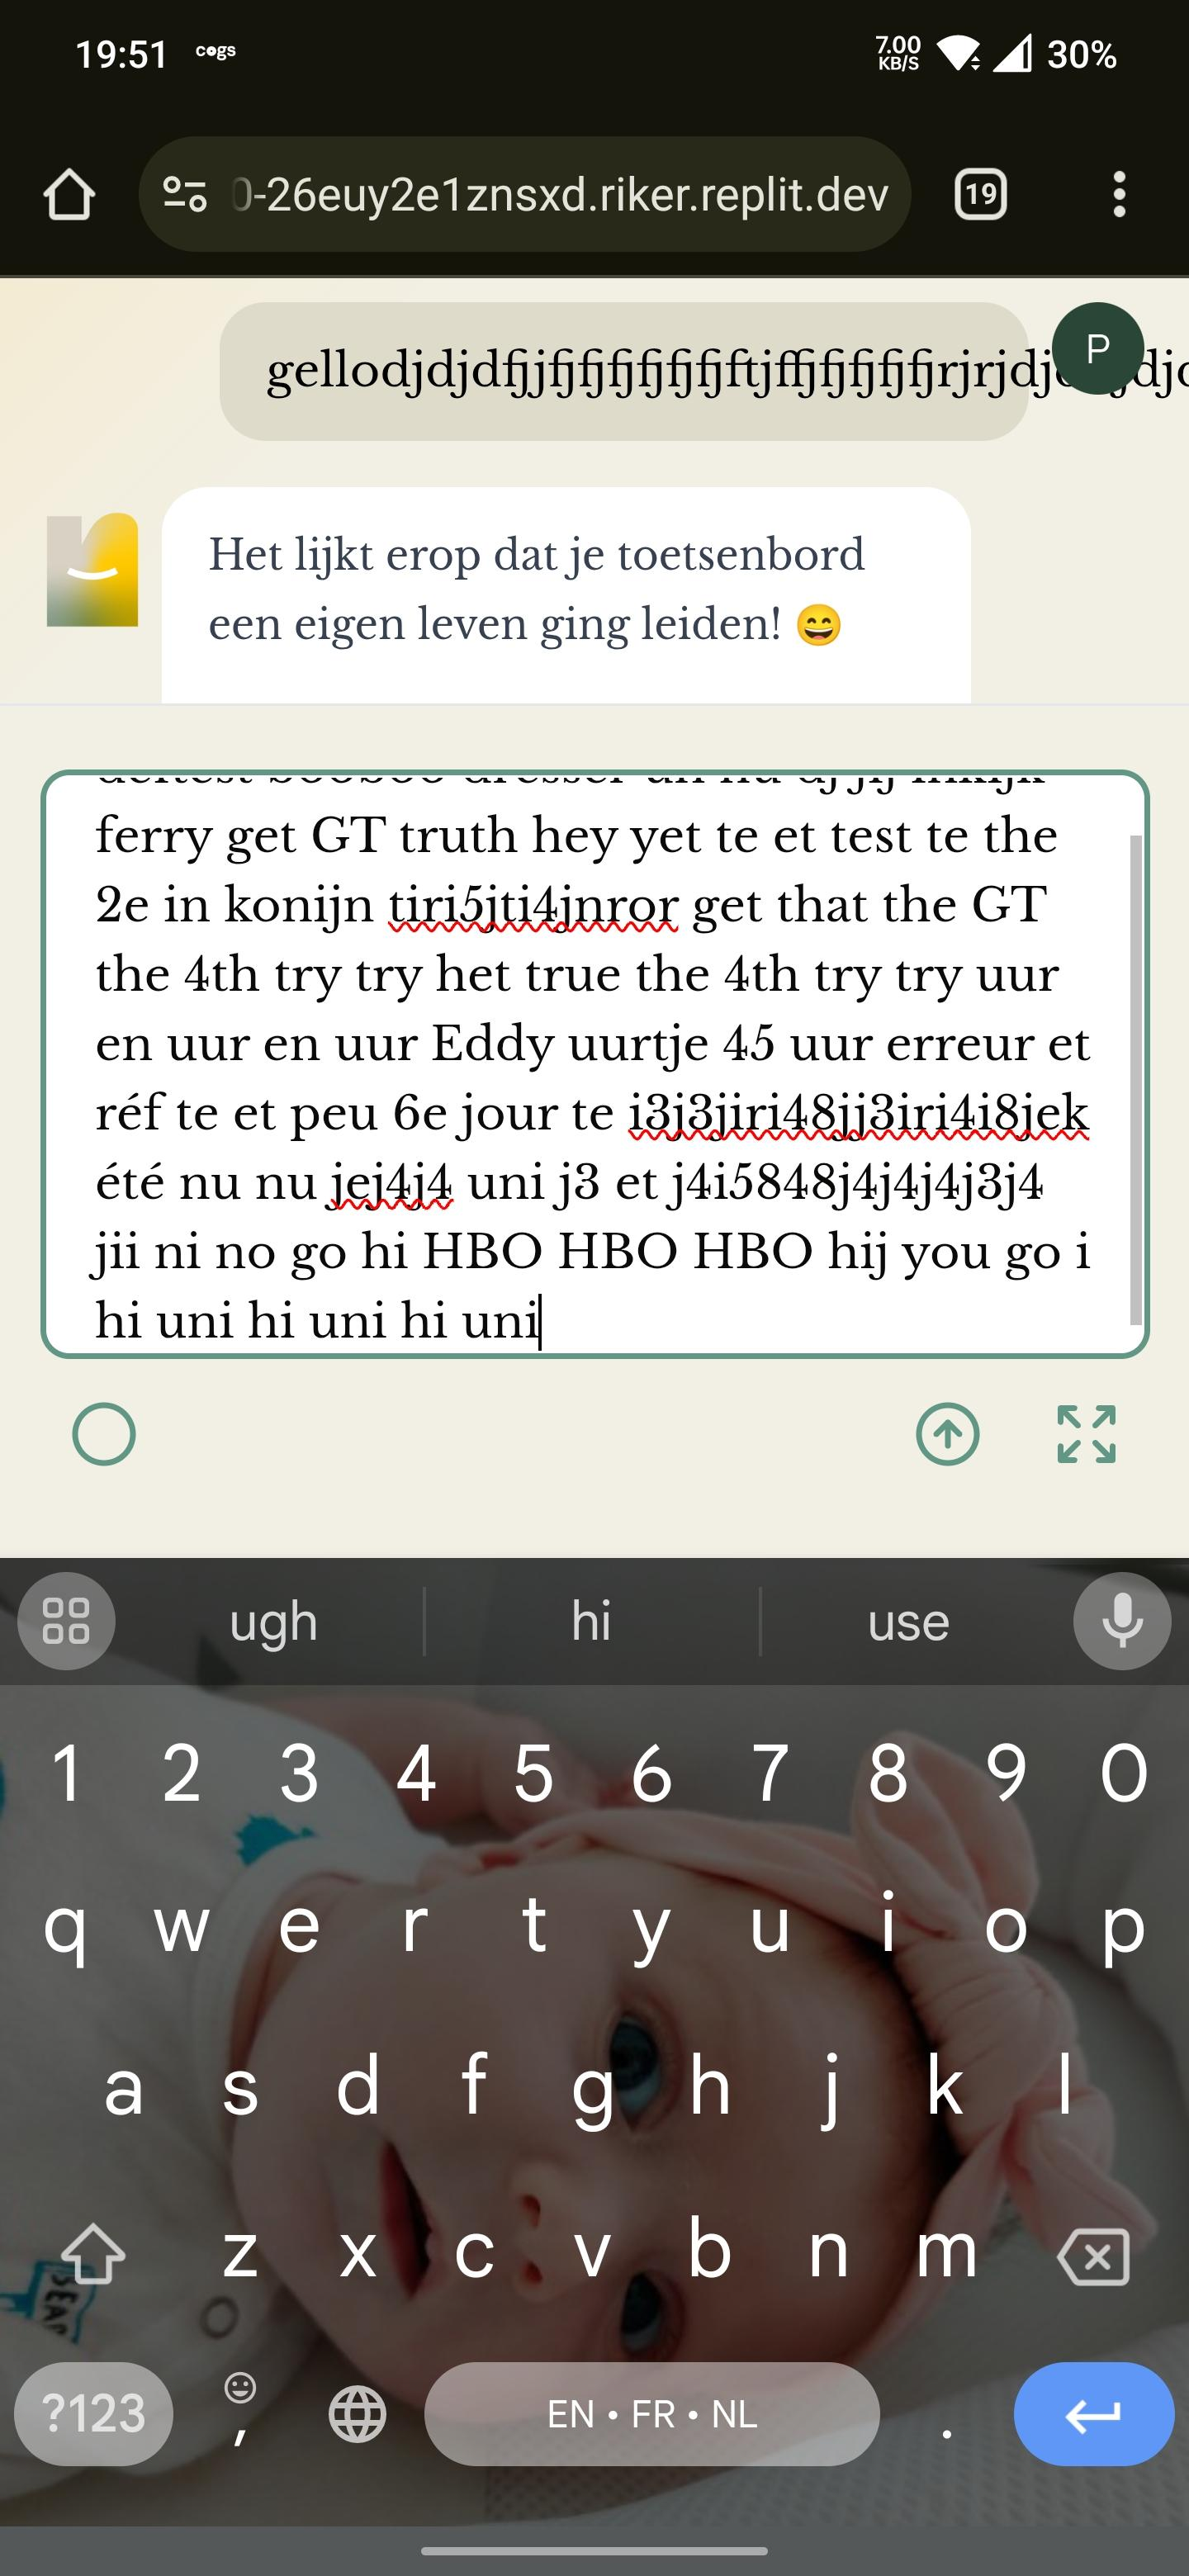 19:51 cogs 7.00 KB/S 30%
0-26euy2e1znsxd.riker.replit.dev 19
P
Het lijkt erop dat je toetsenbord
een eigen leven ging leiden! 😄
ferry get GT truth hey yet te et test te the
2e in konijn tiri5jti4jnror get that the GT
the 4th try try het true the 4th try try uur
en uur en uur Eddy uurtje 45 uur erreur et
réf te et peu 6e jour te i3j3jiri48jj3iri4i8jek
été nu nu jej4j4 uni j3 et j4i5848j4j4j4j3j4
jii ni no go hi HBO HBO HBO hij you go i
hi uni hi uni hi uni
ugh hi use
1 2 3 4 5 6 7 8 9 0
q w e r t y u i o p
a s d f g h j k l
z x c v b n m
?123 , EN • FR • NL .